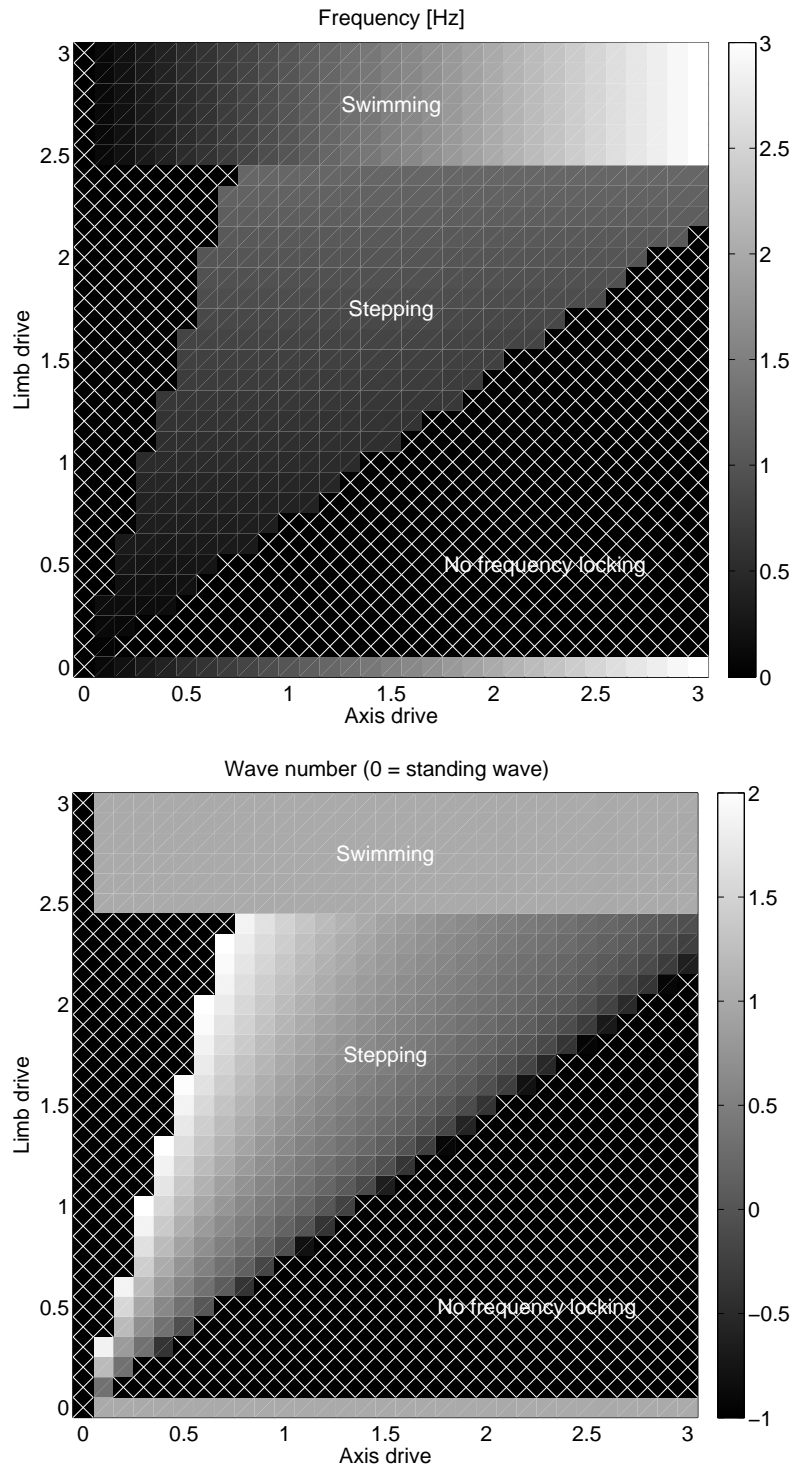 Frequency [Hz]
3
2.5
2
1.5
1
0.5
0
Limb drive
Swimming
Stepping
No frequency locking
0 0.5 1 1.5 2 2.5 3
Axis drive
3
2.5
2
1.5
1
0.5
0
Wave number (0 = standing wave)
3
2.5
2
1.5
1
0.5
0
Limb drive
Swimming
Stepping
No frequency locking
0 0.5 1 1.5 2 2.5 3
Axis drive
2
1.5
1
0.5
0
−0.5
−1